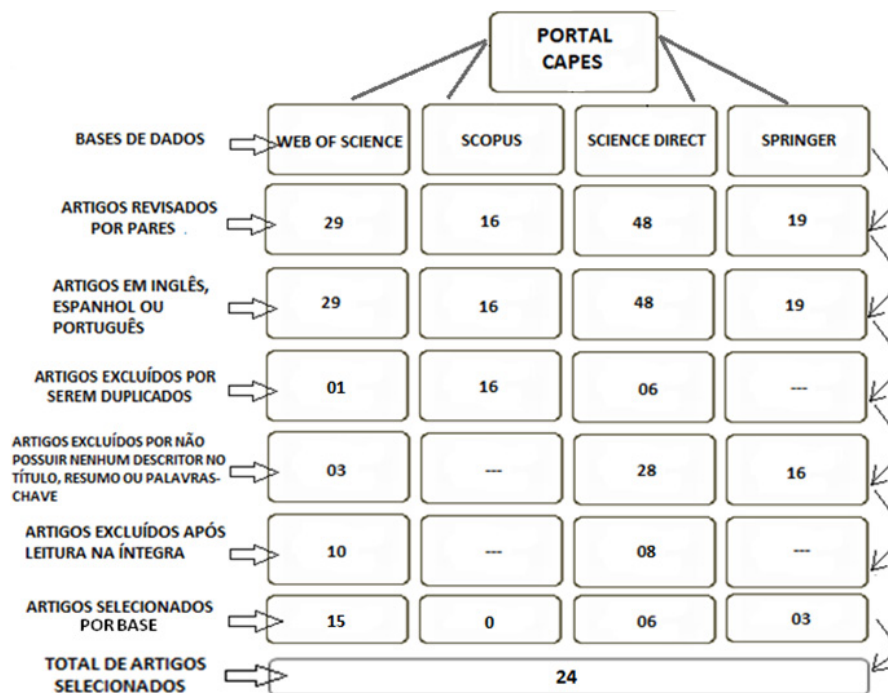 PORTAL
CAPES
BASES DE DADOS
WEB OF SCIENCE
SCOPUS
SCIENCE DIRECT
SPRINGER
ARTIGOS REVISADOS
POR PARES
29
16
48
19
ARTIGOS EM INGLÊS,
ESPANHOL OU
PORTUGUÊS
29
16
48
19
ARTIGOS EXCLUÍDOS POR
SEREM DUPLICADOS
01
16
06
---
ARTIGOS EXCLUÍDOS POR NÃO
POSSUIR NENHUM DESCRITOR NO
TÍTULO, RESUMO OU PALAVRAS-
CHAVE
03
---
28
16
ARTIGOS EXCLUÍDOS APÓS
LEITURA NA ÍNTEGRA
10
---
08
---
ARTIGOS SELECIONADOS
POR BASE
15
0
06
03
TOTAL DE ARTIGOS
SELECIONADOS
24